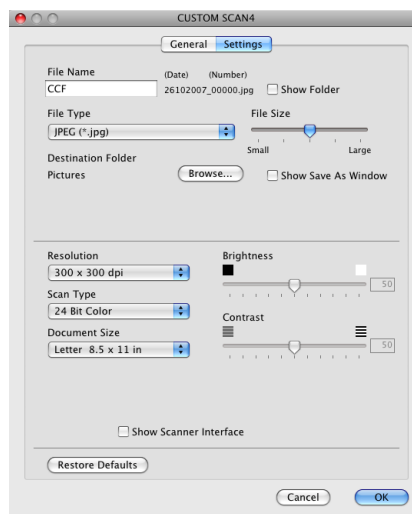 CUSTOM SCAN4
General Settings
File Name (Date) (Number)
CCF 26102007_00000.jpg Show Folder
File Type File Size
JPEG (*.jpg)
Small Large
Destination Folder
Pictures Browse... Show Save As Window
Resolution Brightness
300 x 300 dpi
50
Scan Type
24 Bit Color Contrast
Document Size
Letter 8.5 x 11 in 50
Show Scanner Interface
Restore Defaults
Cancel OK